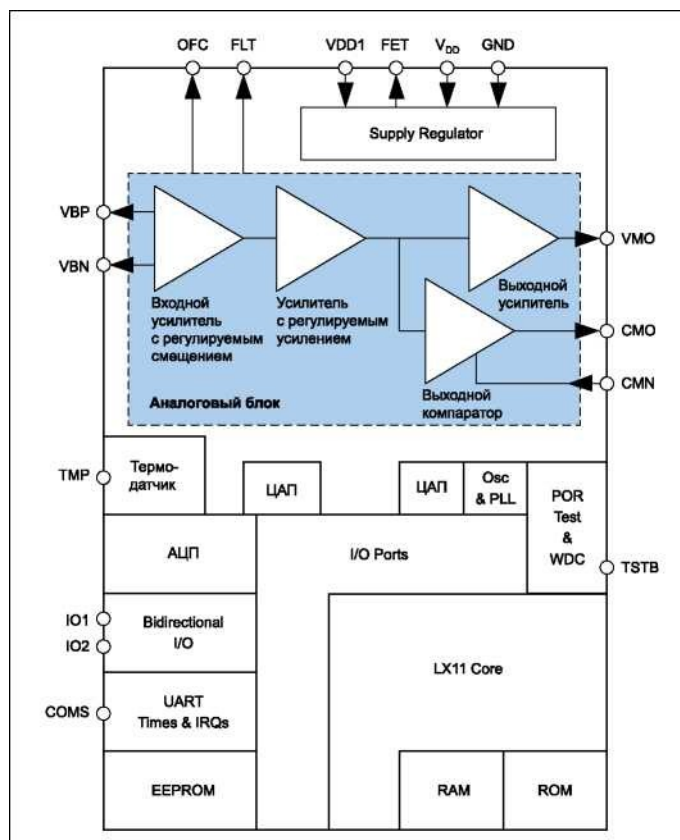 OFC FLT VDD1 FET VDD GND
Supply Regulator
VBP
VBN
VMO
CMO
CMN
Входной
усилитель
с регулируемым
смещением
Усилитель
с регулируемым
усилением
Выходной
усилитель
Выходной
компаратор
Аналоговый блок
TMP
Термо-
датчик
ЦАП
ЦАП
Osc
& PLL
POR
Test
&
WDC
TSTB
АЦП
I/O Ports
IO1
IO2
Bidirectional
I/O
LX11 Core
COMS
UART
Times & IRQs
EEPROM
RAM
ROM